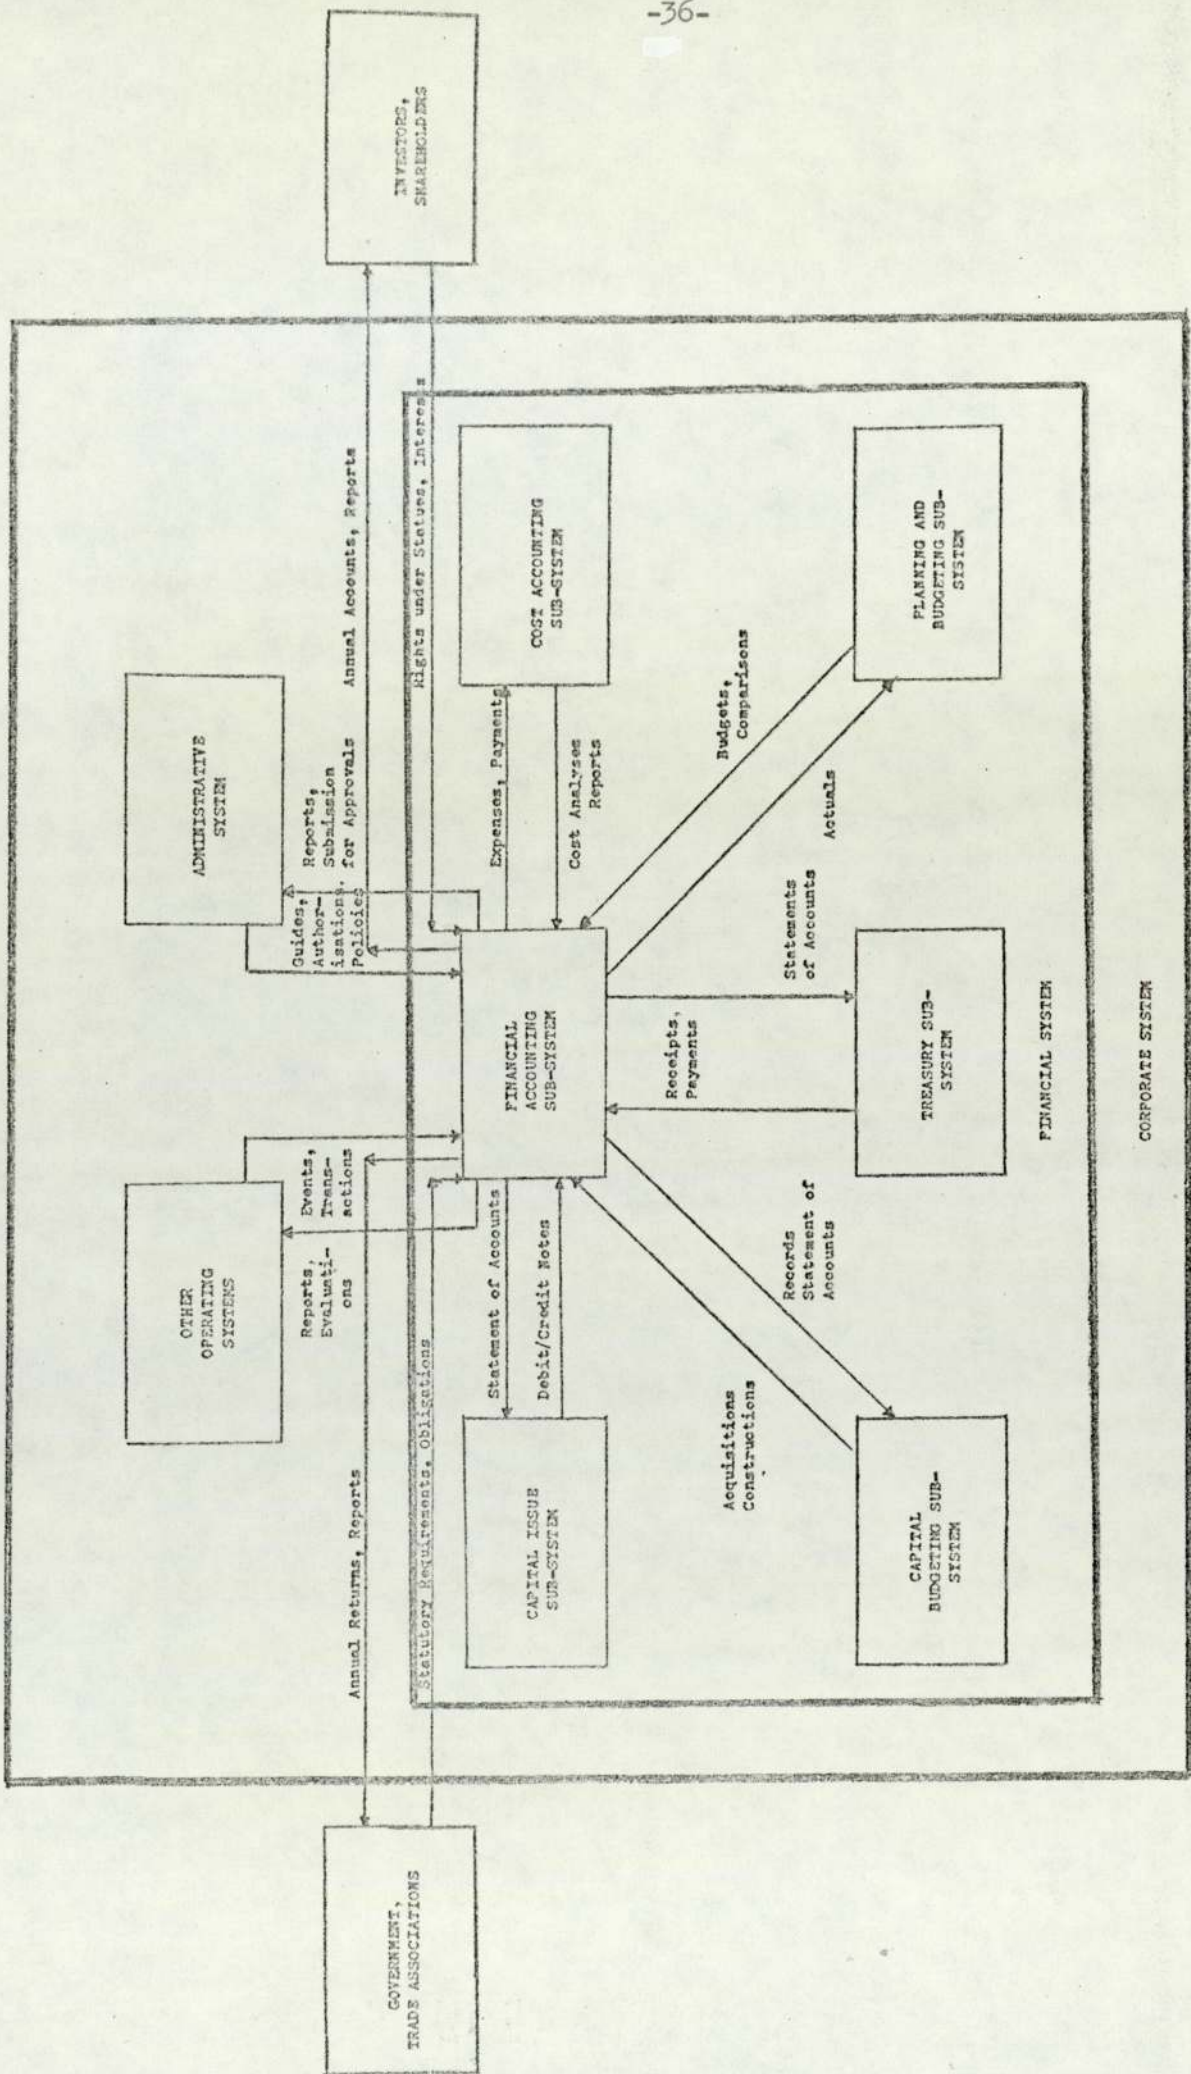 -36-
GOVERNMENT,
TRADE ASSOCIATIONS
INVESTORS,
SHAREHOLDERS
OTHER
OPERATING
SYSTEMS
ADMINISTRATIVE
SYSTEM
Reports,
Evaluati-
ons
Events,
Trans-
actions
Guides,
Author-
isations.
Policies
Reports,
Submission
for Approvals
Annual Returns, Reports
Annual Accounts, Reports
Statutory Requirements, Obligations
Rights under Statues, Interests
CAPITAL ISSUE
SUB-SYSTEM
Statement of Accounts
Debit/Credit Notes
FINANCIAL
ACCOUNTING
SUB-SYSTEM
Expenses, Payments
Cost Analyses
Reports
COST ACCOUNTING
SUB-SYSTEM
Acquisitions
Constructions
Records
Statement of
Accounts
Receipts,
Payments
Statements
of Accounts
Budgets,
Comparisons
Actuals
CAPITAL
BUDGETING SUB-
SYSTEM
TREASURY SUB-
SYSTEM
PLANNING AND
BUDGETING SUB-
SYSTEM
FINANCIAL SYSTEM
CORPORATE SYSTEM